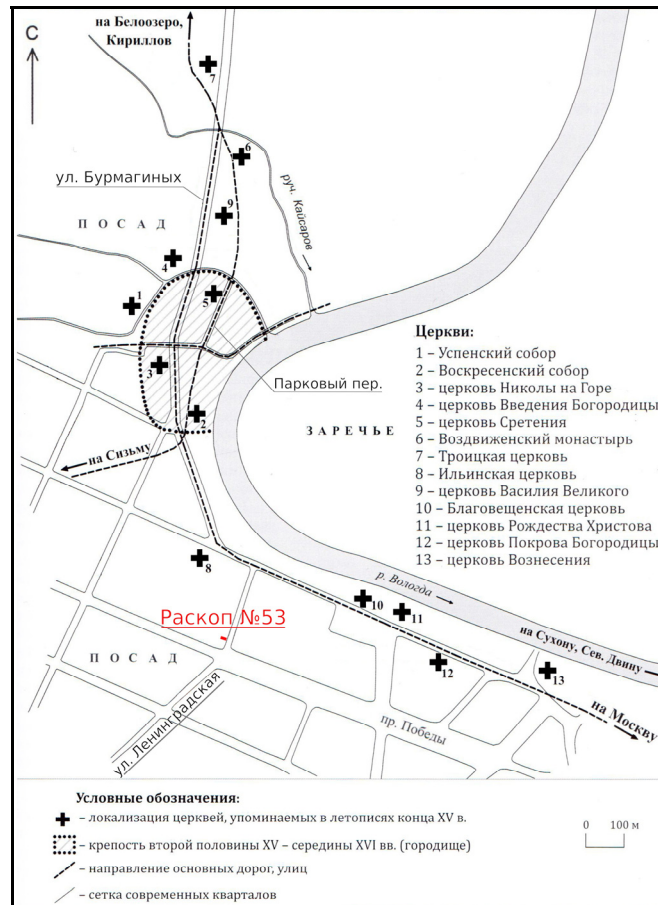 на Белоозеро,
Кириллов
С
7
6
ул. Бурмагиных
руч. Кайсаров
9
ПОСАД
4
1
5
Церкви:
1 – Успенский собор
2 – Воскресенский собор
3 – церковь Николы на Горе
4 – церковь Введения Богородицы
5 – церковь Сретения
6 – Воздвиженский монастырь
7 – Троицкая церковь
8 – Ильинская церковь
9 – церковь Василия Великого
10 – Благовещенская церковь
11 – церковь Рождества Христова
12 – церковь Покрова Богородицы
13 – церковь Вознесения
3
Парковый пер.
2
ЗАРЕЧЬЕ
на Сизьму
8
р. Вологда
10
11
Раскоп №53
на Сухону, Сев. Двину
ПОСАД
12
13
на Москву
ул. Ленинградская
пр. Победы
Условные обозначения:
– локализация церквей, упоминаемых в летописях конца XV в.
– крепость второй половины XV – середины XVI вв. (городище)
– направление основных дорог, улиц
– сетка современных кварталов
0 100 м